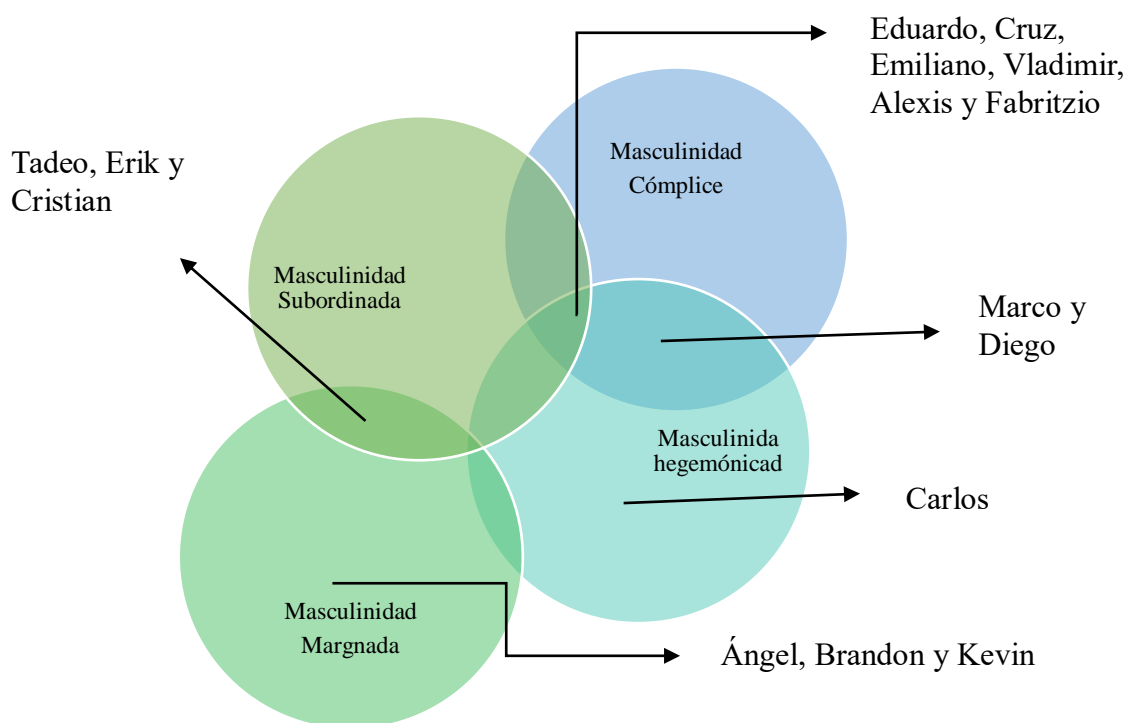 Eduardo, Cruz,
Emiliano, Vladimir,
Alexis y Fabritzio
Masculinidad
Cómplice
Tadeo, Erik y
Cristian
Masculinidad
Subordinada
Marco y
Diego
Masculinida
hegemónicad
Carlos
Masculinidad
Margnada
Ángel, Brandon y Kevin